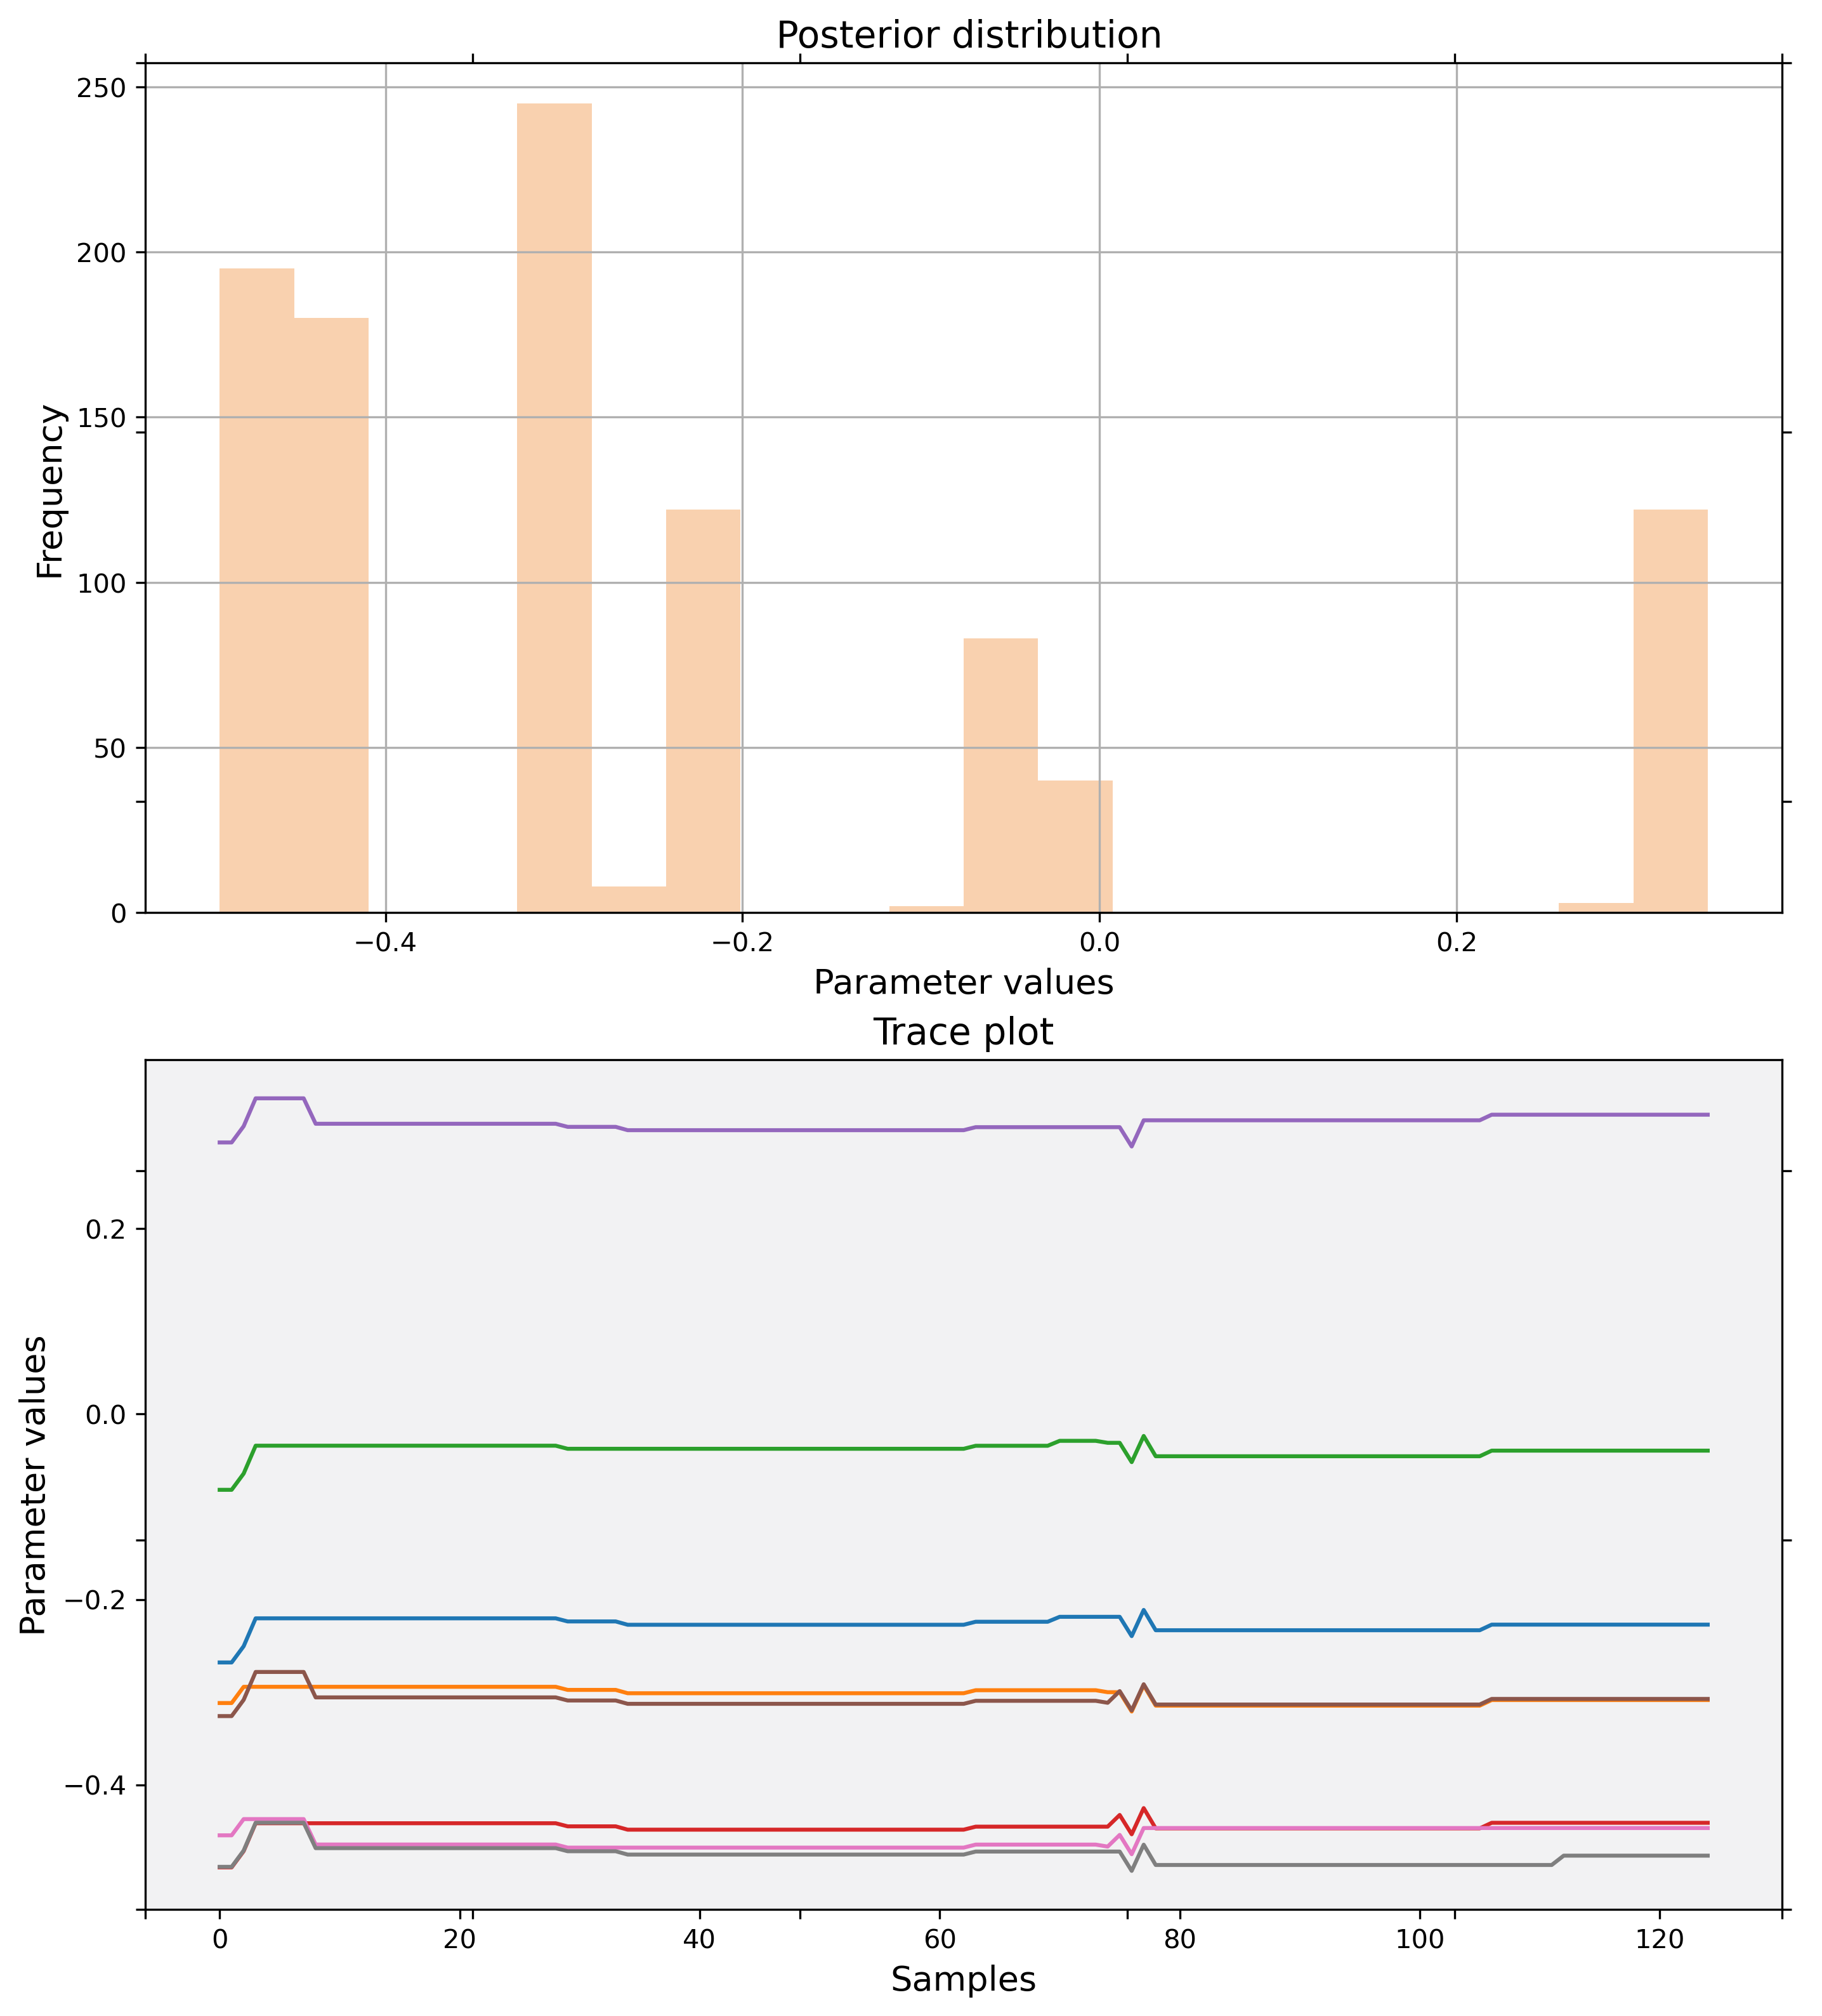 Posterior distribution
250
200
150
100
50
0
Frequency
−0.4 −0.2 0.0 0.2
Parameter values
Trace plot
0.2
0.0
−0.2
−0.4
Parameter values
0 20 40 60 80 100 120
Samples